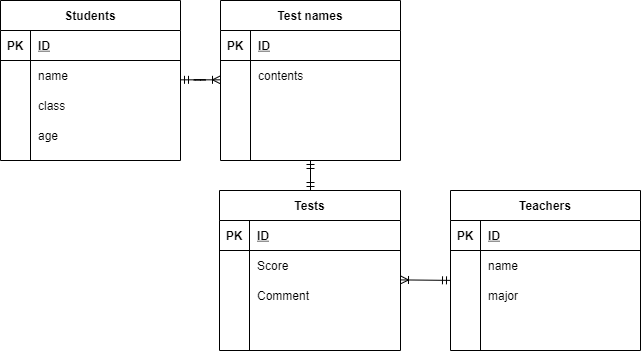 Students
PK ID
name
class
age
Test names
PK ID
contents
Tests
PK ID
Score
Comment
Teachers
PK ID
name
major